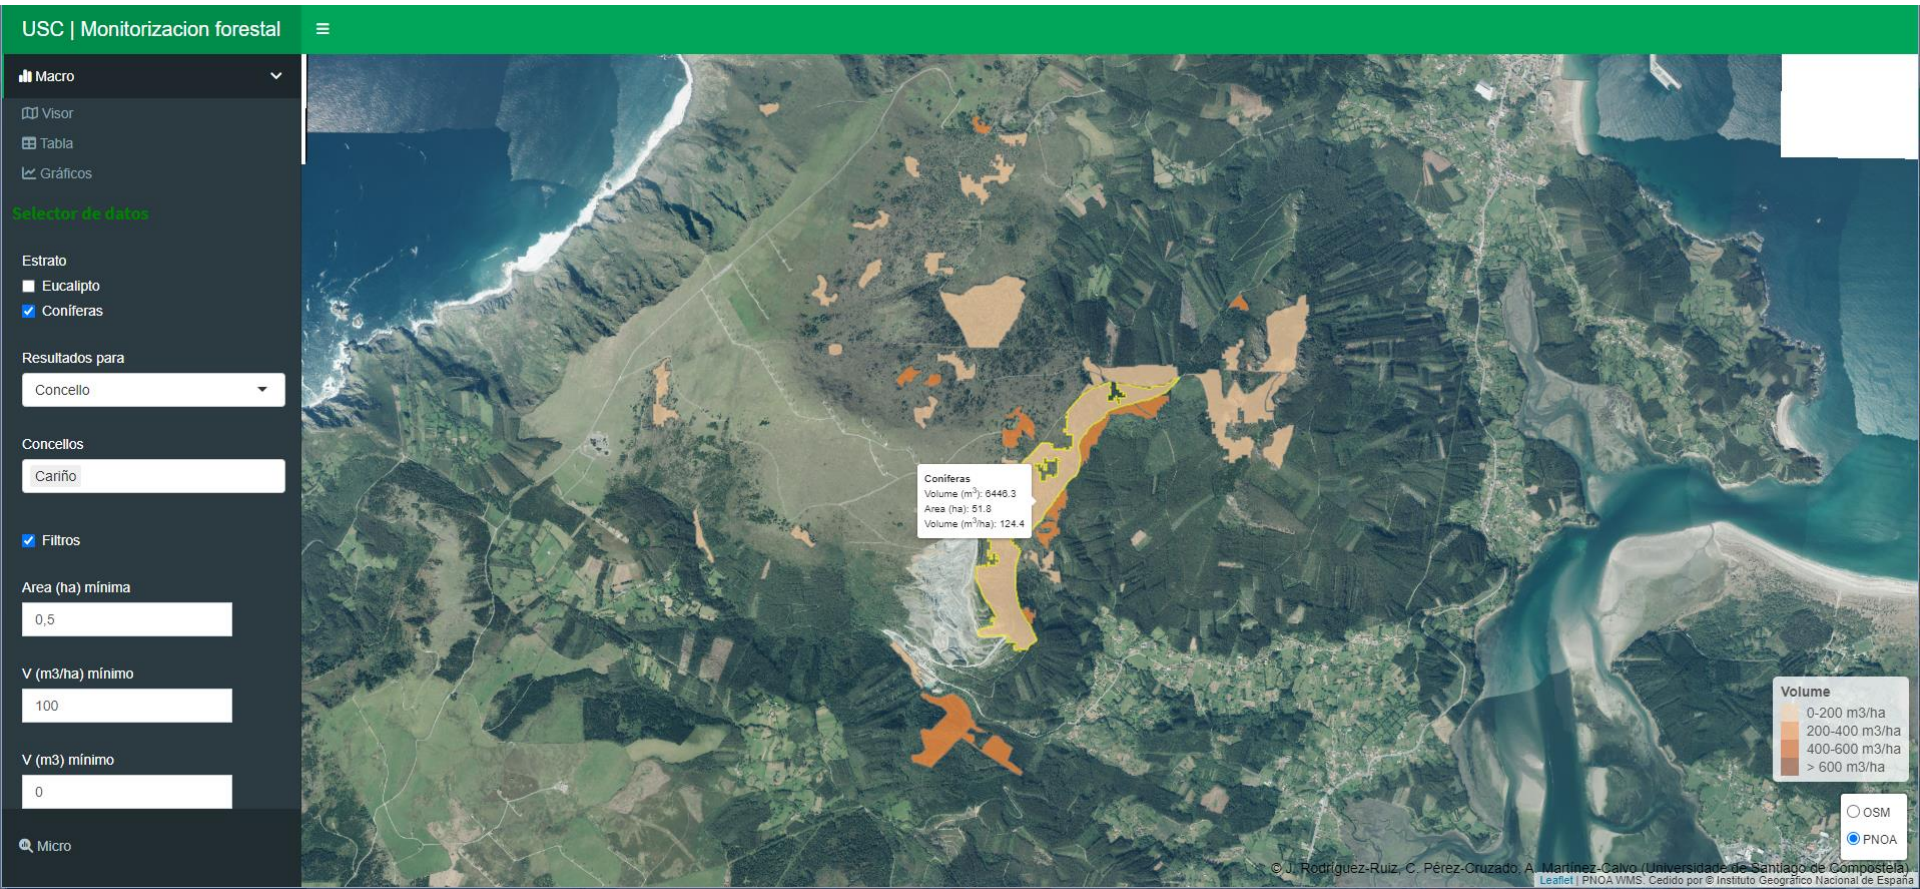 USC | Monitorizacion forestal
Macro
Visor
Tabla
Gráficos
Selector de datos
Estrato
Eucalipto
Coníferas
Resultados para
Concello
Concellos
Cariño
Filtros
Area (ha) mínima
0,5
V (m3/ha) mínimo
100
V (m3) mínimo
0
Micro
Coníferas
Volume (m³): 6446.3
Area (ha): 51.8
Volume (m³/ha): 124.4
Volume
0-200 m3/ha
200-400 m3/ha
400-600 m3/ha
> 600 m3/ha
OSM
PNOA
© J. Rodríguez-Ruiz, C. Pérez-Cruzado, A. Martínez-Calvo (Universidade de Santiago de Compostela)
Leaflet | PNOA WMS. Cedido por © Instituto Geográfico Nacional de España